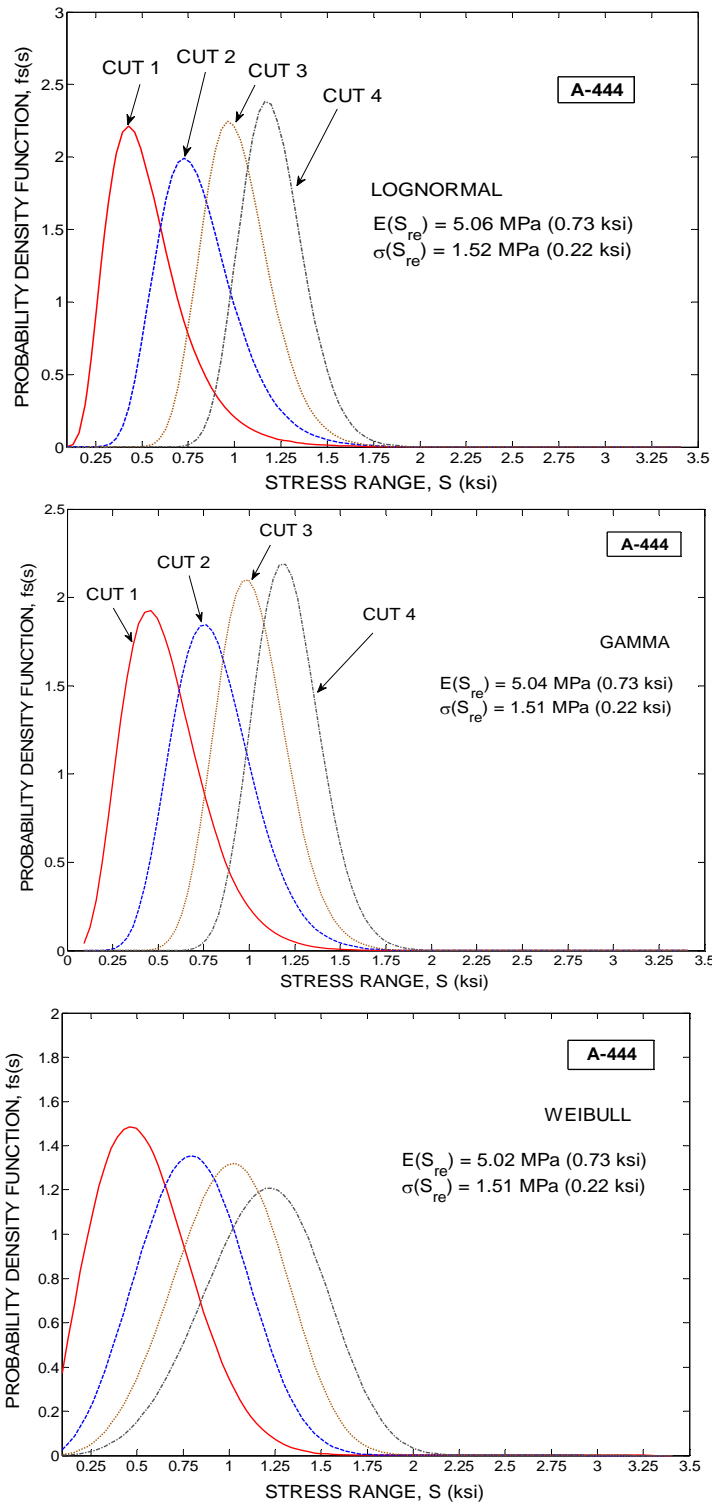 3
2.5
2
1.5
1
0.5
0
PROBABILITY DENSITY FUNCTION, fs(s)
CUT 1
CUT 2
CUT 3
CUT 4
A-444
LOGNORMAL
E(S_re) = 5.06 MPa (0.73 ksi)
σ(S_re) = 1.52 MPa (0.22 ksi)
0.25 0.5 0.75 1 1.25 1.5 1.75 2 2.25 2.5 2.75 3 3.25 3.5
STRESS RANGE, S (ksi)
2.5
2
1.5
1
0.5
0
PROBABILITY DENSITY FUNCTION, fs(s)
CUT 1
CUT 2
CUT 3
CUT 4
A-444
GAMMA
E(S_re) = 5.04 MPa (0.73 ksi)
σ(S_re) = 1.51 MPa (0.22 ksi)
0 0.25 0.5 0.75 1 1.25 1.5 1.75 2 2.25 2.5 2.75 3 3.25 3.5
STRESS RANGE, S (ksi)
2
1.8
1.6
1.4
1.2
1
0.8
0.6
0.4
0.2
0
PROBABILITY DENSITY FUNCTION, fs(s)
A-444
WEIBULL
E(S_re) = 5.02 MPa (0.73 ksi)
σ(S_re) = 1.51 MPa (0.22 ksi)
0.25 0.5 0.75 1 1.25 1.5 1.75 2 2.25 2.5 2.75 3 3.25 3.5
STRESS RANGE, S (ksi)